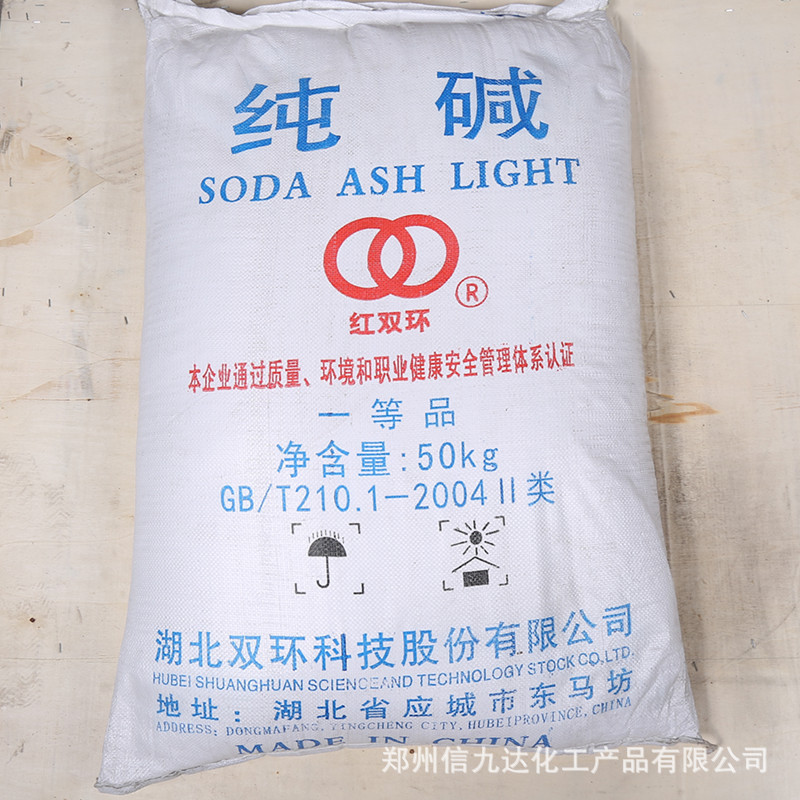 纯 碱
SODA ASH LIGHT
®
红双环
本企业通过质量、环境和职业健康安全管理体系认证
一等品
净含量:50kg
GB/T210.1-2004II类
湖北双环科技股份有限公司
HUBEI SHUANGHUAN SCIENCEAND TECHNOLOGY STOCK CO.,LTD.
地址：湖北省应城市东马坊
ADDRESS: DONGMAFANG, YINGCHENG CITY, HUBEIPROVINCE, CHINA
MADE IN CHINA
郑州信九达化工产品有限公司